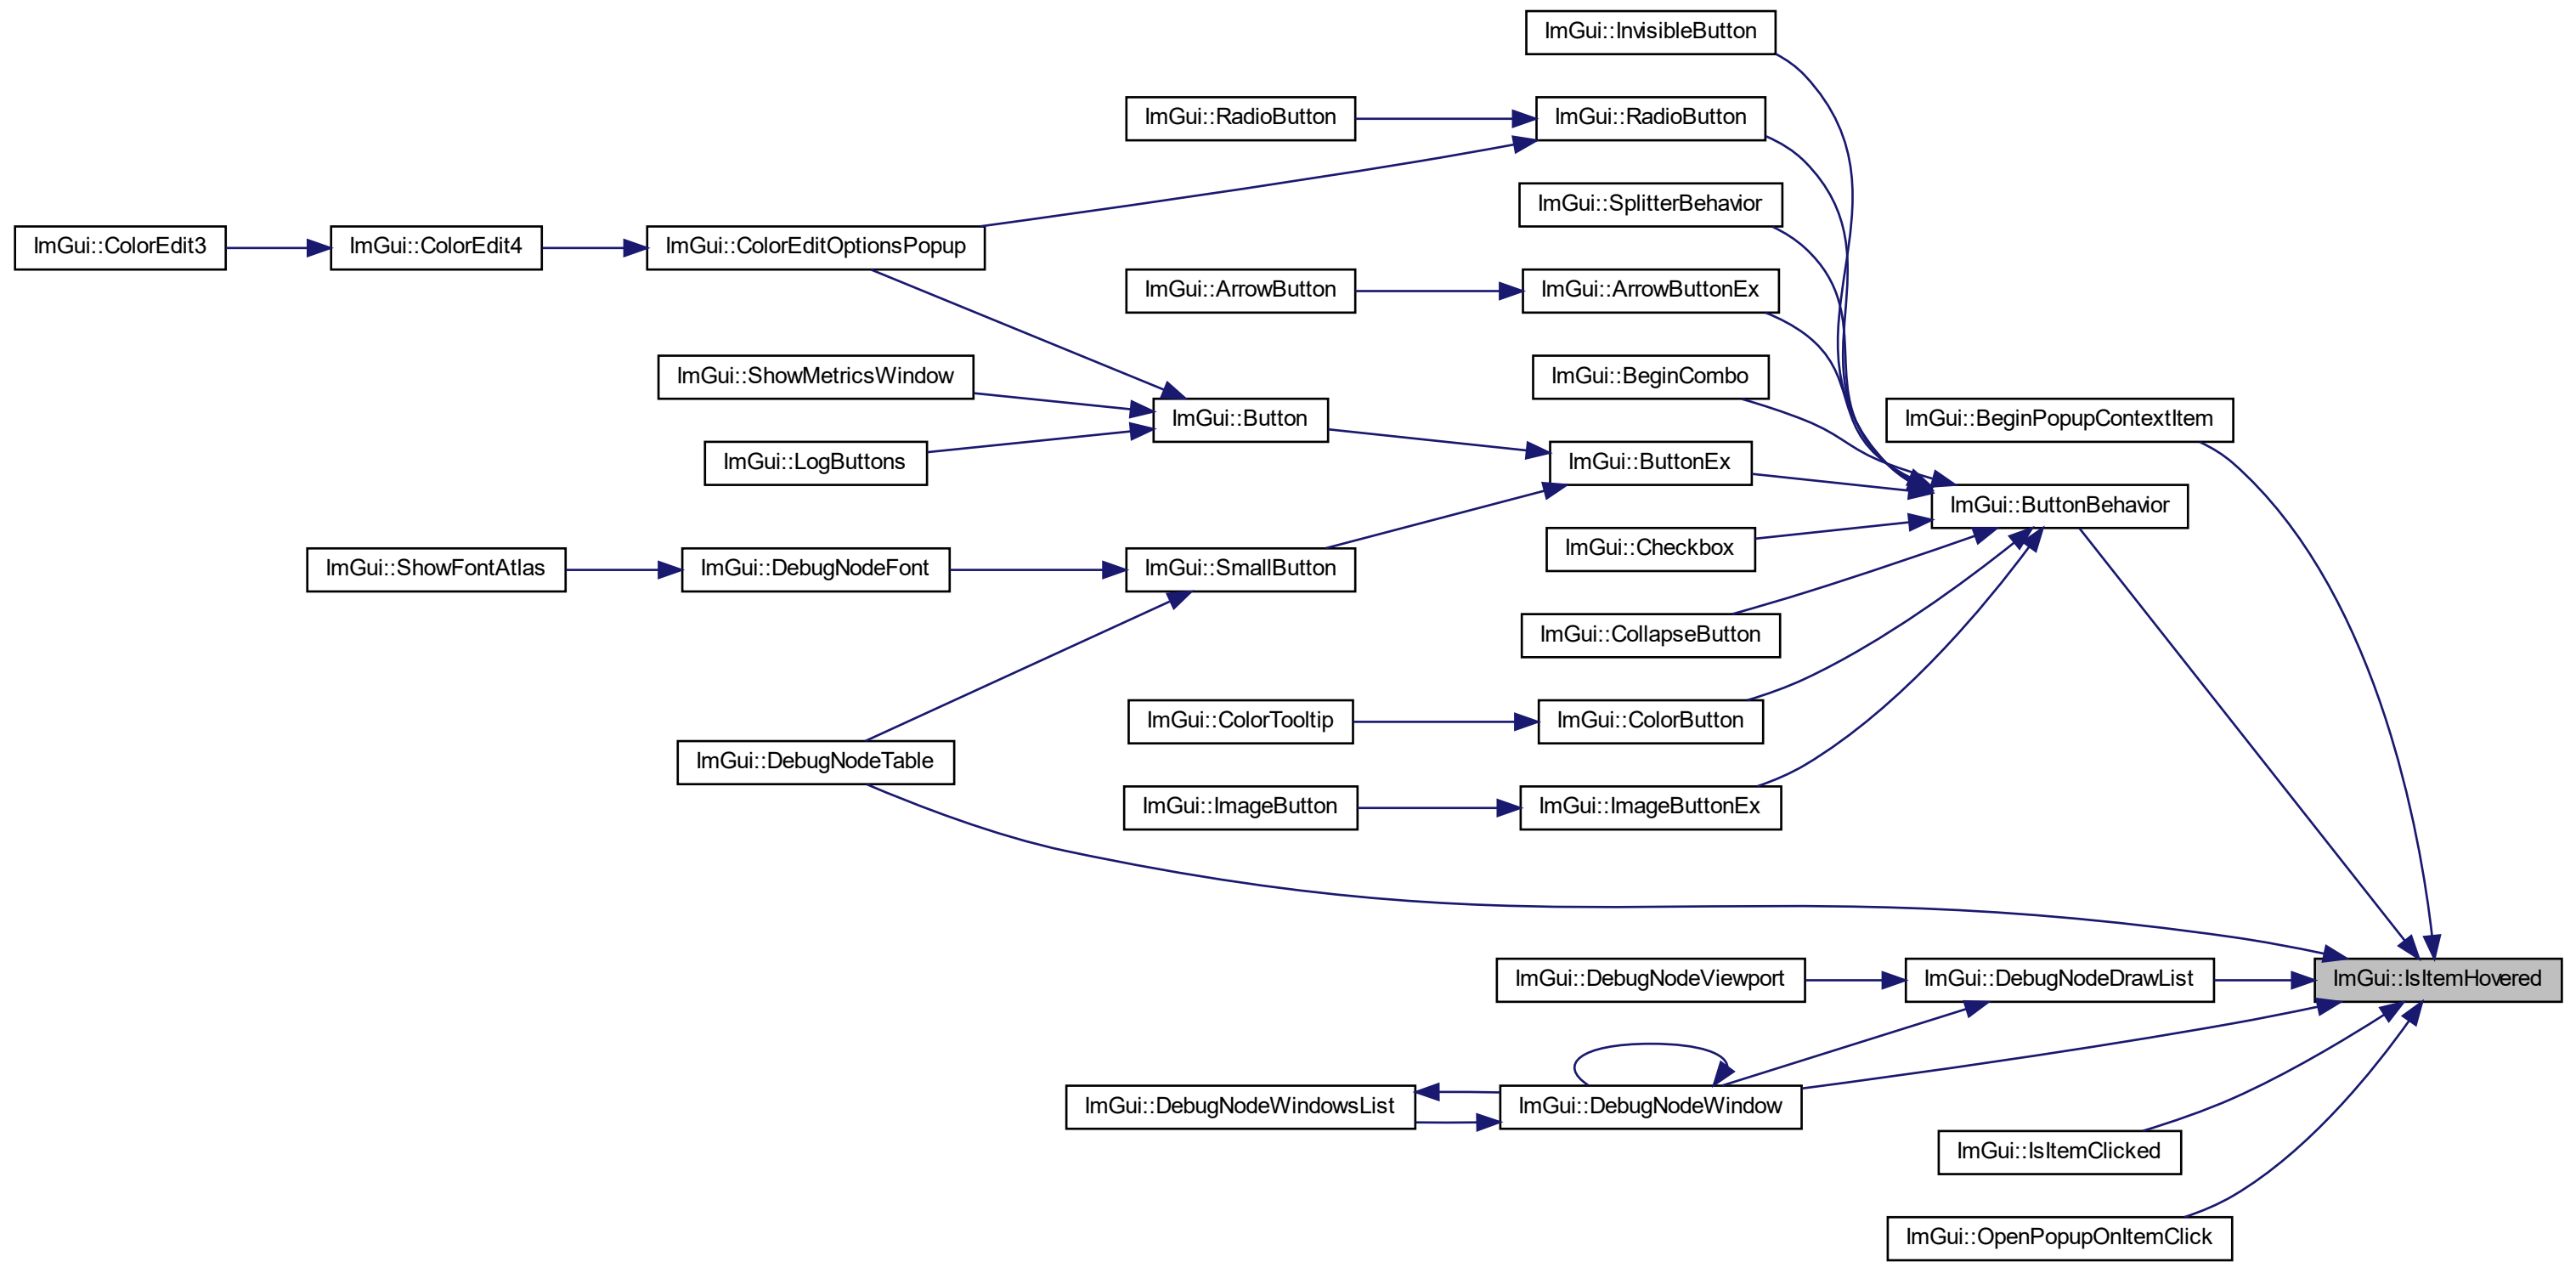 ImGui::InvisibleButton
ImGui::RadioButton
ImGui::RadioButton
ImGui::SplitterBehavior
ImGui::ColorEdit3
ImGui::ColorEdit4
ImGui::ColorEditOptionsPopup
ImGui::ArrowButton
ImGui::ArrowButtonEx
ImGui::ShowMetricsWindow
ImGui::BeginCombo
ImGui::Button
ImGui::BeginPopupContextItem
ImGui::LogButtons
ImGui::ButtonEx
ImGui::ButtonBehavior
ImGui::Checkbox
ImGui::ShowFontAtlas
ImGui::DebugNodeFont
ImGui::SmallButton
ImGui::CollapseButton
ImGui::ColorTooltip
ImGui::ColorButton
ImGui::DebugNodeTable
ImGui::ImageButton
ImGui::ImageButtonEx
ImGui::DebugNodeViewport
ImGui::DebugNodeDrawList
ImGui::IsItemHovered
ImGui::DebugNodeWindowsList
ImGui::DebugNodeWindow
ImGui::IsItemClicked
ImGui::OpenPopupOnItemClick